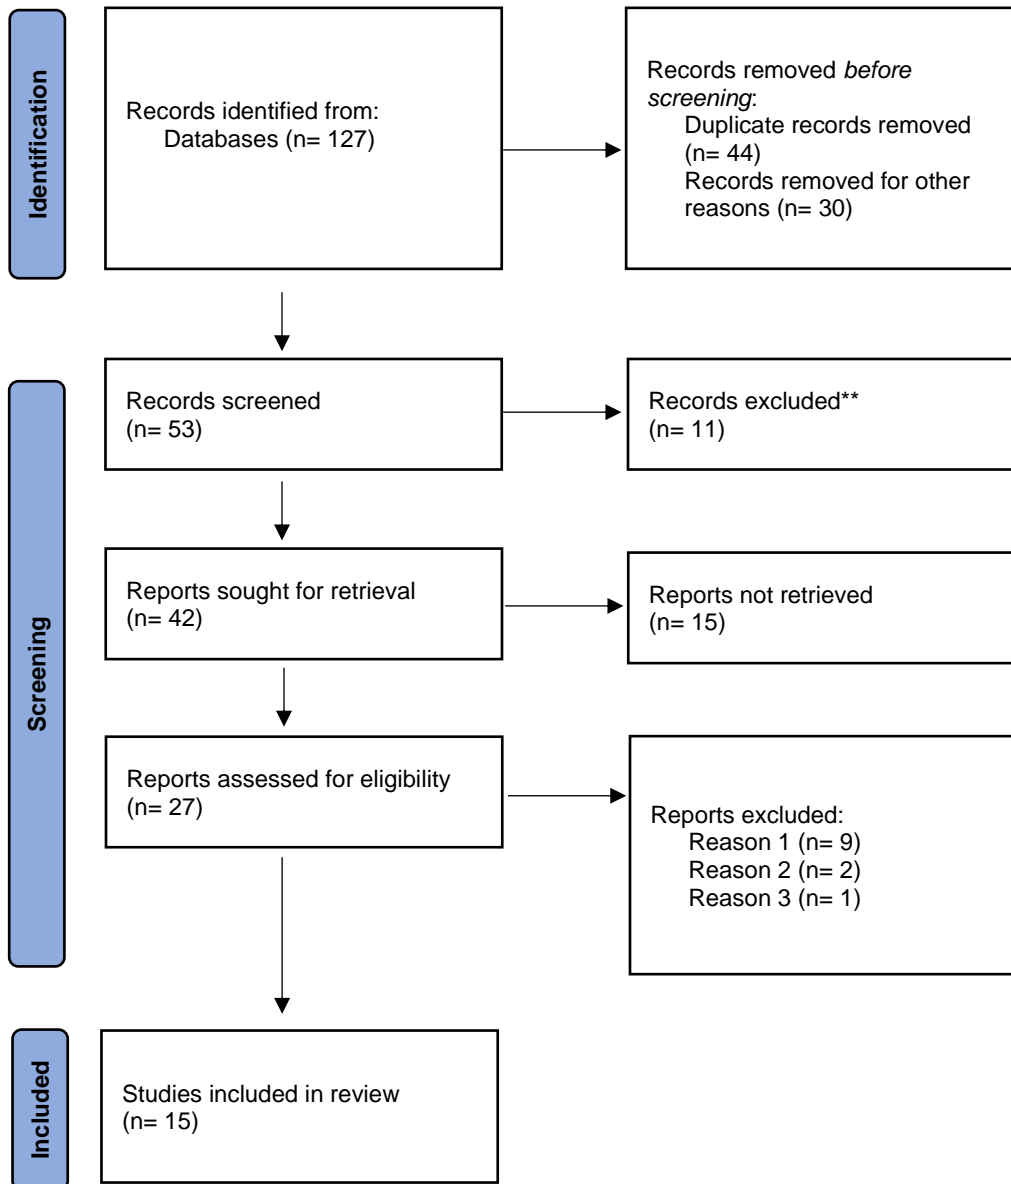 Identification
Records identified from:
Databases (n= 127)
Records removed before
screening:
Duplicate records removed
(n= 44)
Records removed for other
reasons (n= 30)
Screening
Records screened
(n= 53)
Records excluded**
(n= 11)
Reports sought for retrieval
(n= 42)
Reports not retrieved
(n= 15)
Reports assessed for eligibility
(n= 27)
Reports excluded:
Reason 1 (n= 9)
Reason 2 (n= 2)
Reason 3 (n= 1)
Included
Studies included in review
(n= 15)